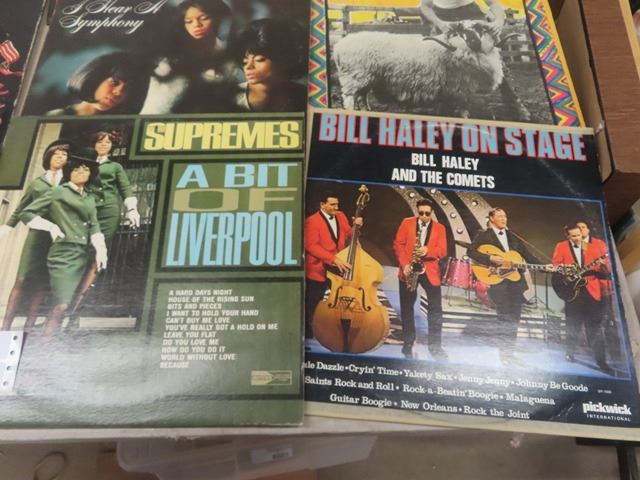 I Hear A
Symphony
SUPREMES
A BIT
OF
LIVERPOOL
A HARD DAYS NIGHT
HOUSE OF THE RISING SUN
BITS AND PIECES
I WANT TO HOLD YOUR HAND
CAN'T BUY ME LOVE
YOU'VE REALLY GOT A HOLD ON ME
LEAVE YOU FLAT
DO YOU LOVE ME
HOW DO YOU DO IT
WORLD WITHOUT LOVE
BECAUSE
BILL HALEY ON STAGE
BILL HALEY
AND THE COMETS
Dazzle • Cryin' Time • Yakety Sax • Jenny Jenny • Johnny Be Goode
Saints Rock and Roll • Rock-a-Beatin' Boogie • Malaguena
Guitar Boogie • New Orleans • Rock the Joint
pickwick
INTERNATIONAL